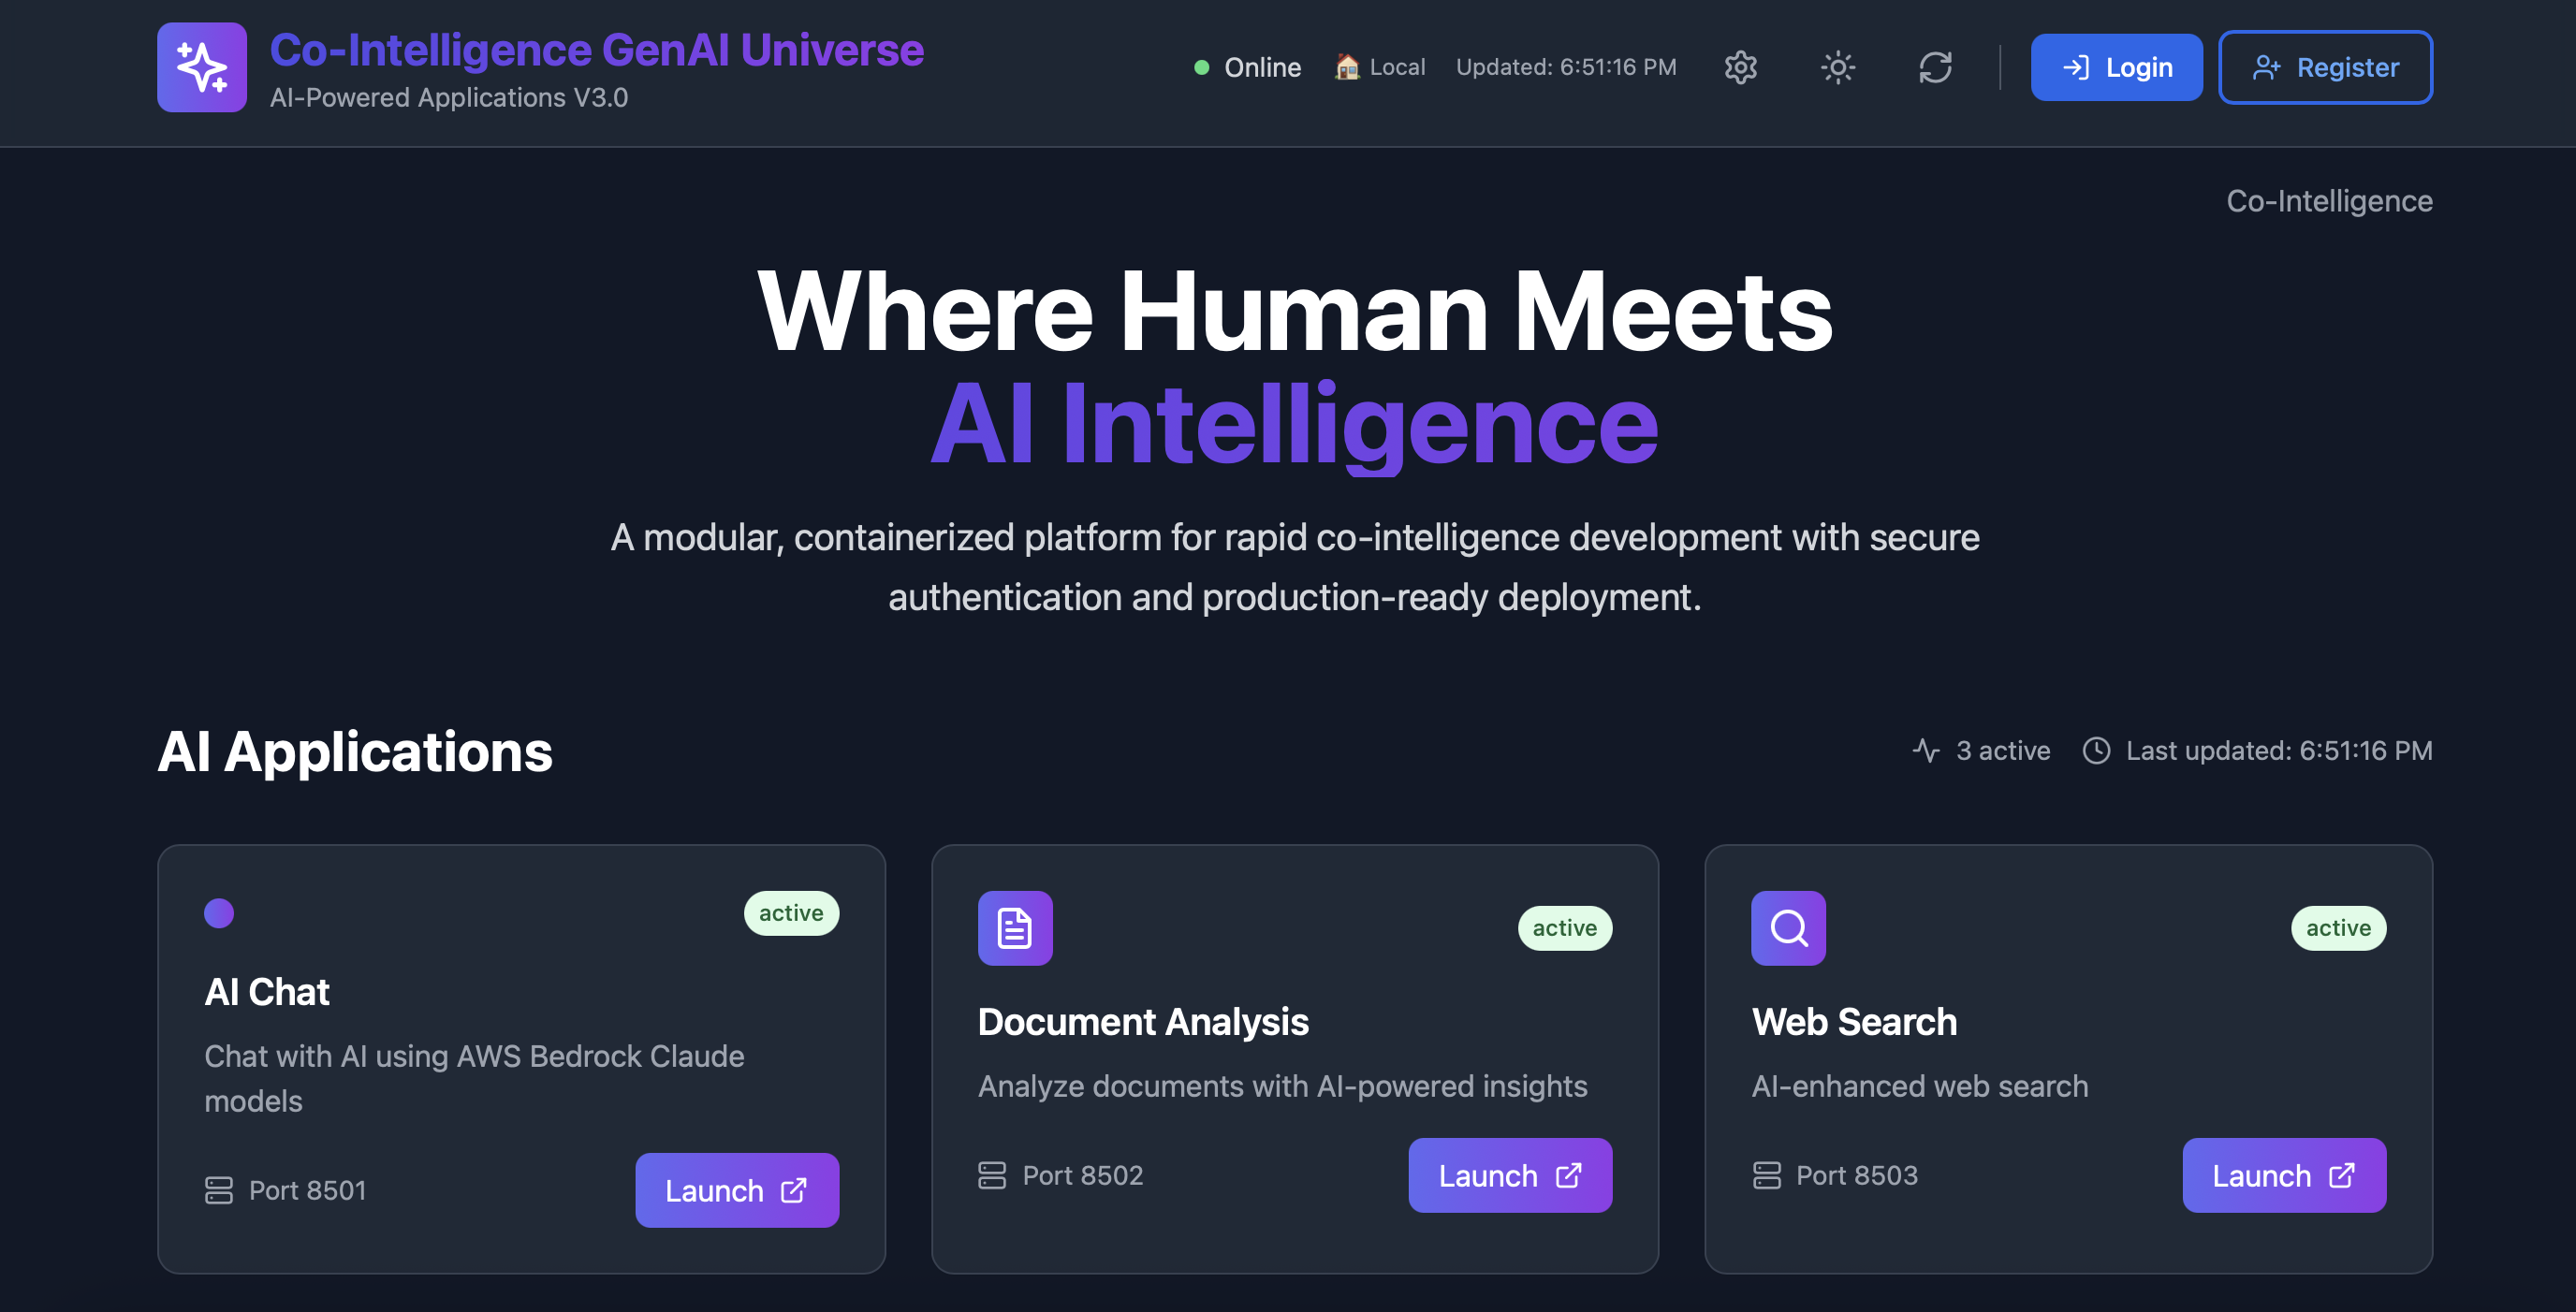 Co-Intelligence GenAI Universe
AI-Powered Applications V3.0
Online
Local
Updated: 6:51:16 PM
Login
Register
Co-Intelligence
Where Human Meets
AI Intelligence
A modular, containerized platform for rapid co-intelligence development with secure
authentication and production-ready deployment.
AI Applications
3 active
Last updated: 6:51:16 PM
active
AI Chat
Chat with AI using AWS Bedrock Claude
models
Port 8501
Launch
active
Document Analysis
Analyze documents with AI-powered insights
Port 8502
Launch
active
Web Search
AI-enhanced web search
Port 8503
Launch